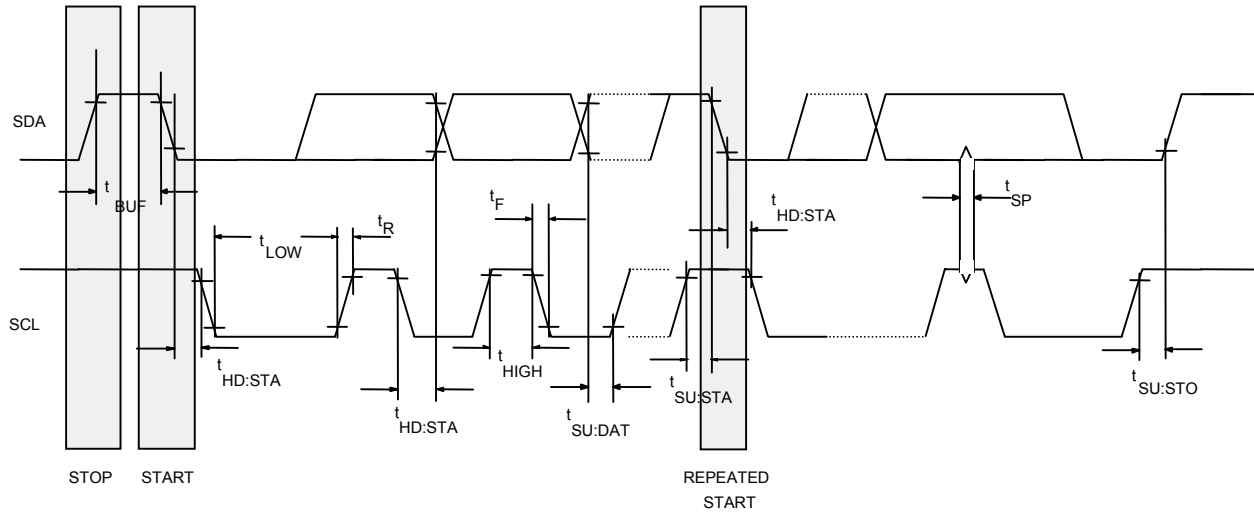 SDA
t BUF
t LOW
t R
t F
t HD:STA
t SP
SCL
t HD:STA
t HD:STA
t HIGH
t SU:DAT
t SU:STA
t SU:STO
STOP
START
REPEATED
START